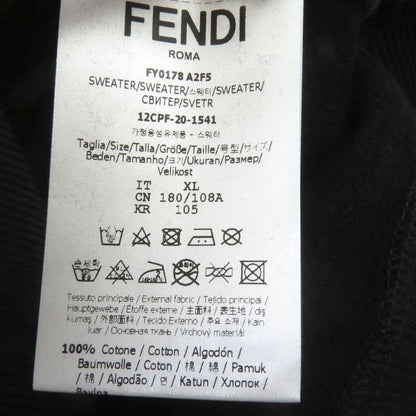 FENDI
ROMA
FY0178 A2F5
SWEATER/SWEATER/스웨터/SWEATER/
СВИТЕР/SVETR
12CPF-20-1541
가정용섬유제품 - 스웨터
Taglia/Size/Talla/Größe/Taille/号型/サイズ/
Beden/Tamanho/크기/Ukuran/Размер/
Velikost
IT XL
CN 180/108A
KR 105
Tessuto principale / External fabric / Tejido principal /
Hauptgewebe / Étoffe externe / 主面料 / 表生地 / dış
kumaş / 外部面料 / Tecido Externo / 주요 소재 / Kain
luar / Основная ткань / Vrchový materiál
100% Cotone / Cotton / Algodón /
Baumwolle / Coton / 棉 / 綿 / Pamuk
/ 棉 / Algodão / 면 / Katun / Хлопок /
Bavlna